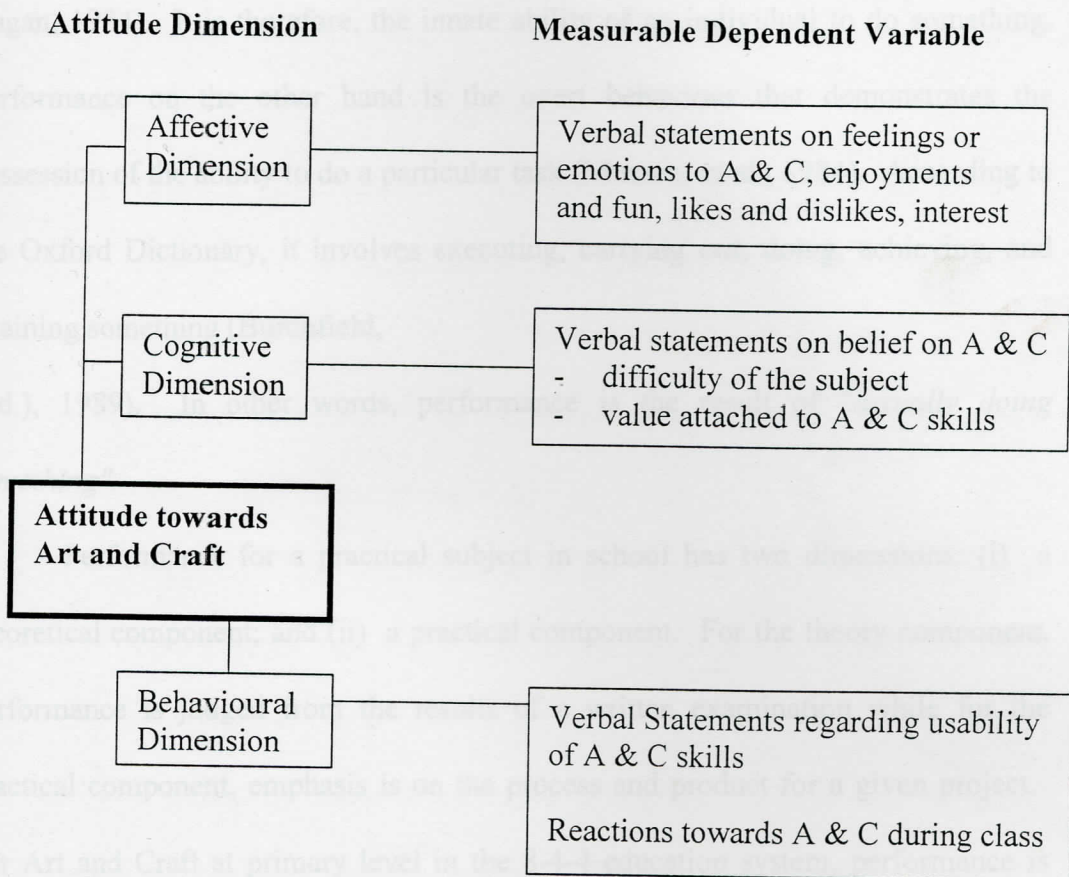 Attitude Dimension
Measurable Dependent Variable
Affective
Dimension
Verbal statements on feelings or
emotions to A & C, enjoyments
and fun, likes and dislikes, interest
Cognitive
Dimension
Verbal statements on belief on A & C
- difficulty of the subject
- value attached to A & C skills
Attitude towards
Art and Craft
Behavioural
Dimension
Verbal Statements regarding usability
of A & C skills
Reactions towards A & C during class